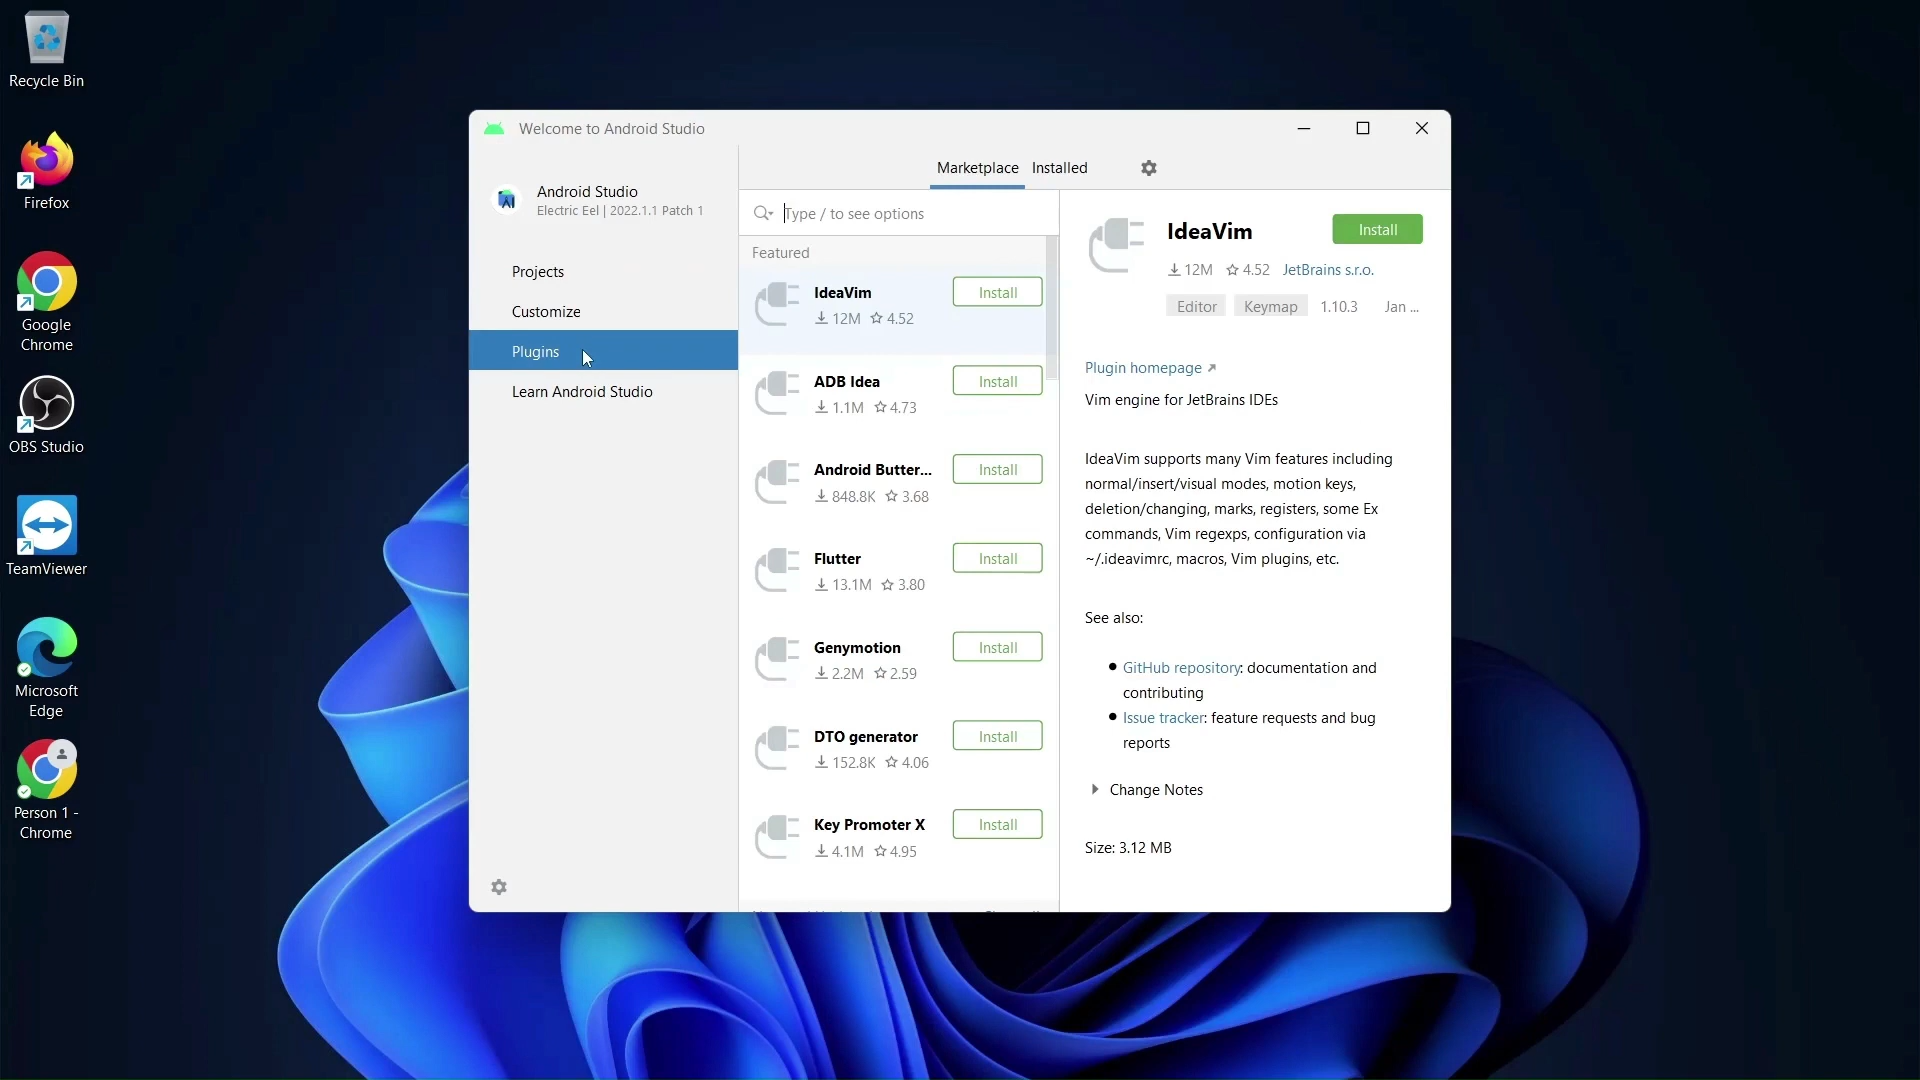 Recycle Bin
Firefox
Google
Chrome
OBS Studio
TeamViewer
Microsoft
Edge
Person 1 -
Chrome
Welcome to Android Studio
Android Studio
Electric Eel | 2022.1.1 Patch 1
Projects
Customize
Plugins
Learn Android Studio
Marketplace Installed
Type / to see options
Featured
IdeaVim Install
12M 4.52
ADB Idea Install
1.1M 4.73
Android Butter... Install
848.8K 3.68
Flutter Install
13.1M 3.80
Genymotion Install
2.2M 2.59
DTO generator Install
152.8K 4.06
Key Promoter X Install
4.1M 4.95
IdeaVim Install
12M 4.52 JetBrains s.r.o.
Editor Keymap 1.10.3 Jan ...
Plugin homepage
Vim engine for JetBrains IDEs
IdeaVim supports many Vim features including
normal/insert/visual modes, motion keys,
deletion/changing, marks, registers, some Ex
commands, Vim regexps, configuration via
~/.ideavimrc, macros, Vim plugins, etc.
See also:
GitHub repository: documentation and
contributing
Issue tracker: feature requests and bug
reports
Change Notes
Size: 3.12 MB